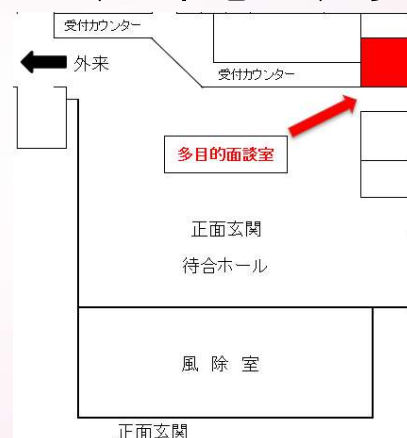 受付カウンター
外来
受付カウンター
多目的面談室
正面玄関
待合ホール
風 除 室
正面玄関